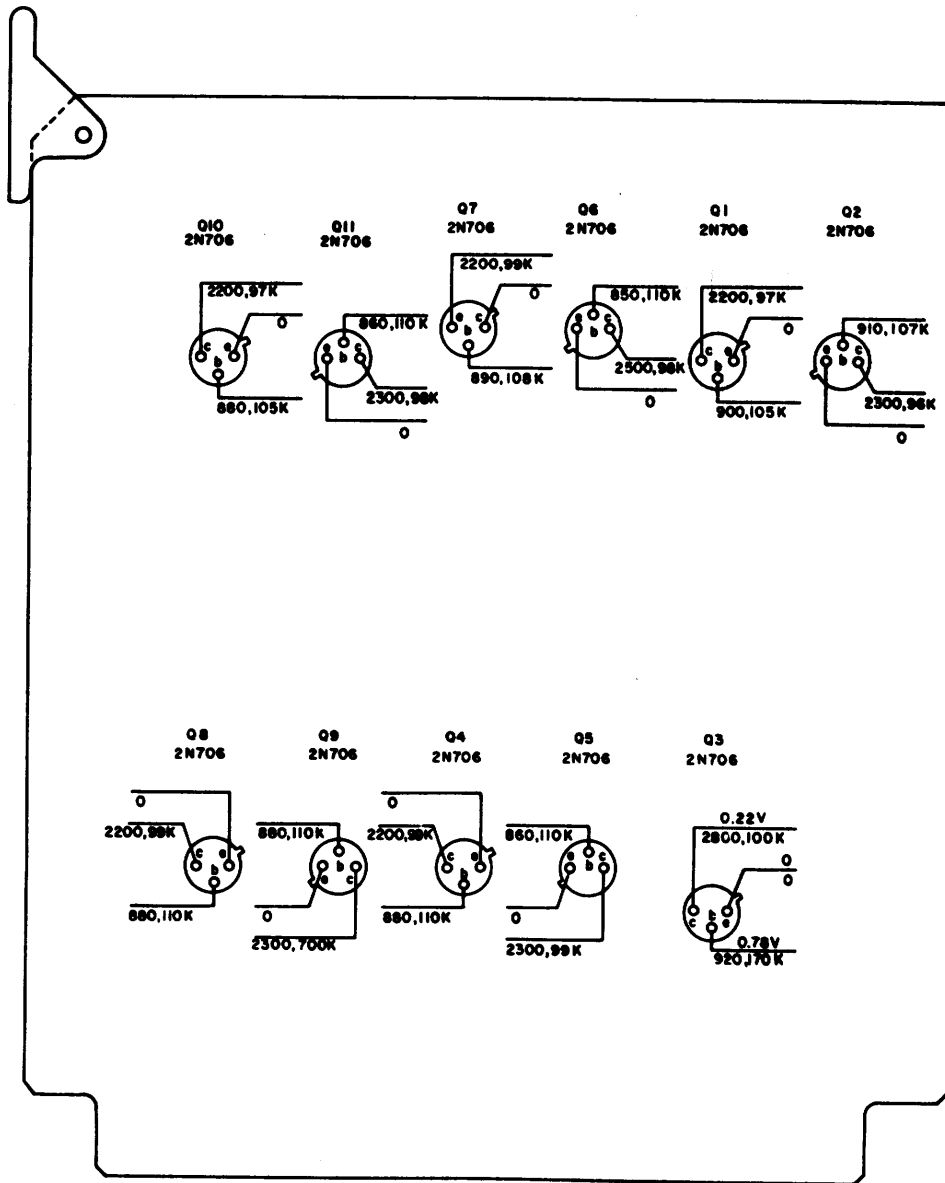 Q10
2N706
2200,97K
c e
b
0
880,105K
Q11
2N706
860,110K
e c
b
2300,98K
0
Q7
2N706
2200,99K
e c
b
0
890,108K
Q6
2N706
850,110K
e c
b
2500,98K
0
Q1
2N706
2200,97K
c e
b
0
900,105K
Q2
2N706
910,107K
e c
b
2300,96K
0
Q8
2N706
0
2200,99K
c e
b
880,110K
Q9
2N706
880,110K
e b c
0
2300,700K
Q4
2N706
0
2200,98K
c e
b
880,110K
Q5
2N706
860,110K
e b c
0
2300,99K
Q3
2N706
0.22V
2800,100K
0
0
c b e
0.78V
920,170K